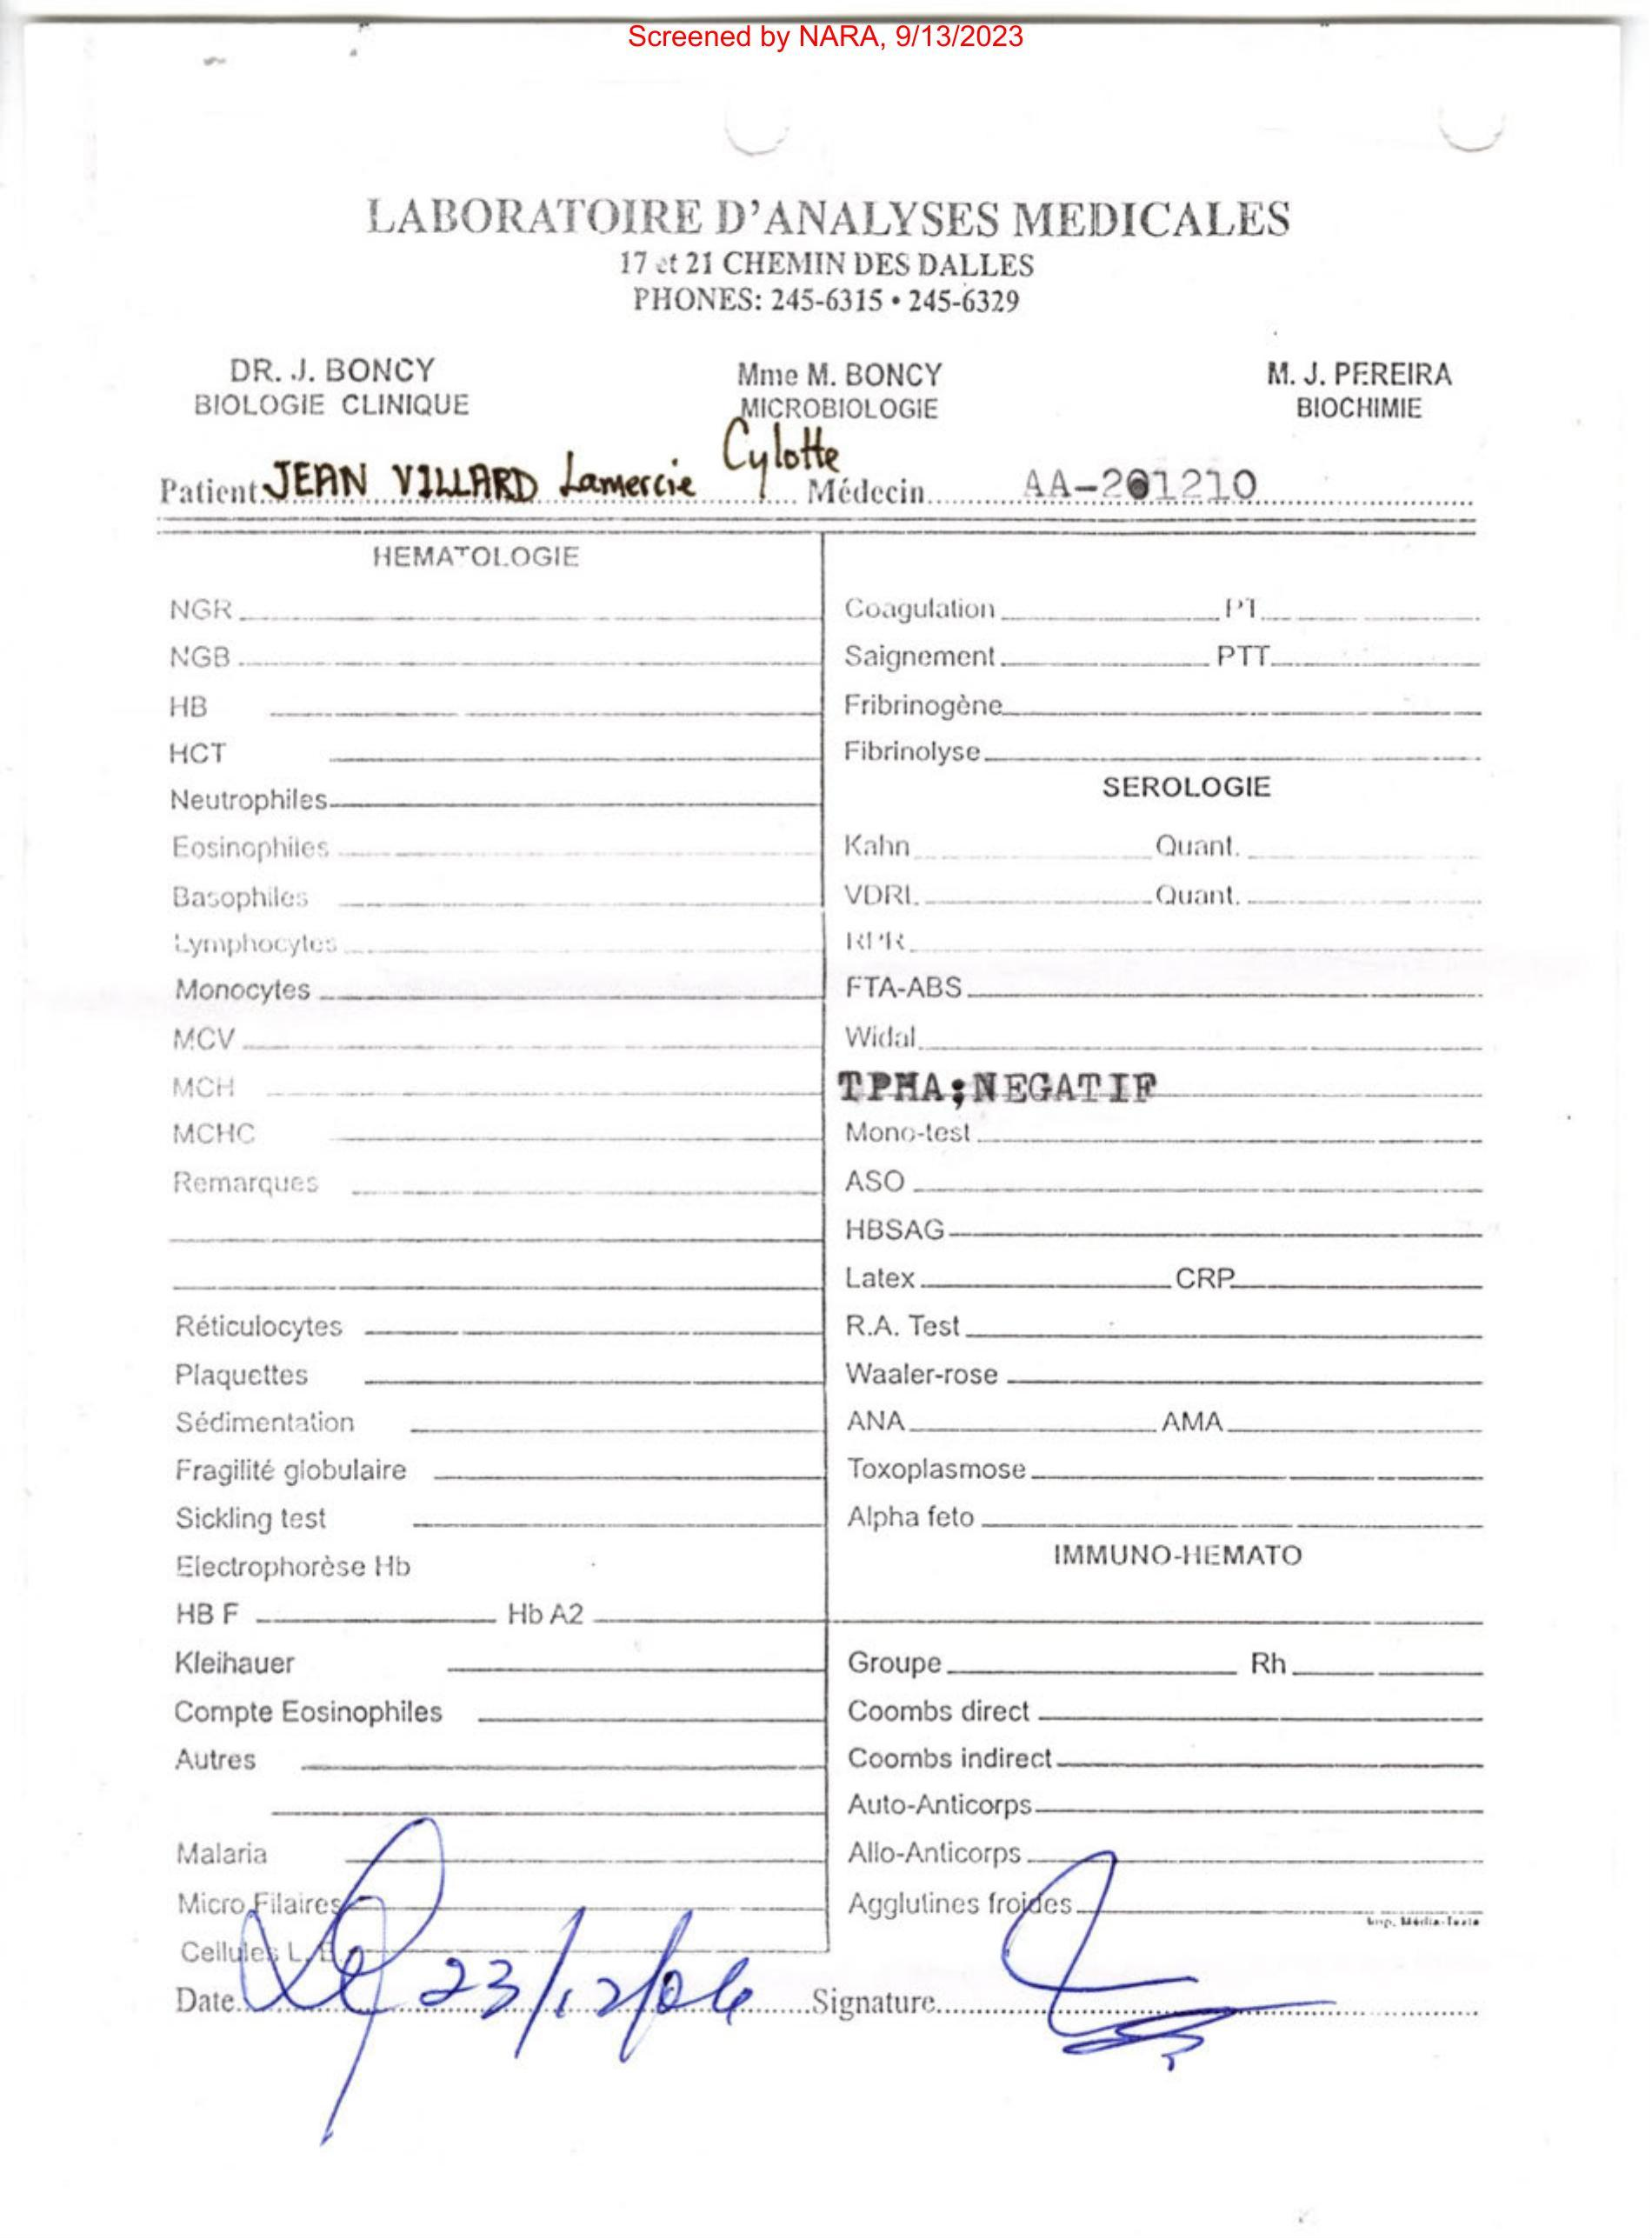 Screened by NARA, 9/13/2023
LABORATOIRE D'ANALYSES MEDICALES
17 et 21 CHEMIN DES DALLES
PHONES: 245-6315 • 245-6329
DR. J. BONCY
BIOLOGIE CLINIQUE
Mme M. BONCY
MICROBIOLOGIE
M. J. PEREIRA
BIOCHIMIE
Patient JEAN VILLARD Lamercie Cylotte Médecin AA-201210
HEMATOLOGIE
NGR
NGB
HB
HCT
Neutrophiles
Eosinophiles
Basophiles
Lymphocytes
Monocytes
MCV
MCH
MCHC
Remarques
Réticulocytes
Plaquettes
Sédimentation
Fragilité globulaire
Sickling test
Electrophorèse Hb
HB F Hb A2
Kleihauer
Compte Eosinophiles
Autres
Malaria
Micro Filaires
Cellules L. E.
Coagulation PT
Saignement PTT
Fribrinogène
Fibrinolyse
SEROLOGIE
Kahn Quant.
VDRL Quant.
RPR
FTA-ABS
Widal
TPHA;NEGATIF
Mono-test
ASO
HBSAG
Latex CRP
R.A. Test
Waaler-rose
ANA AMA
Toxoplasmose
Alpha feto
IMMUNO-HEMATO
Groupe Rh
Coombs direct
Coombs indirect
Auto-Anticorps
Allo-Anticorps
Agglutines froides
Imp. Média-Texte
Date 23/12/04 Signature